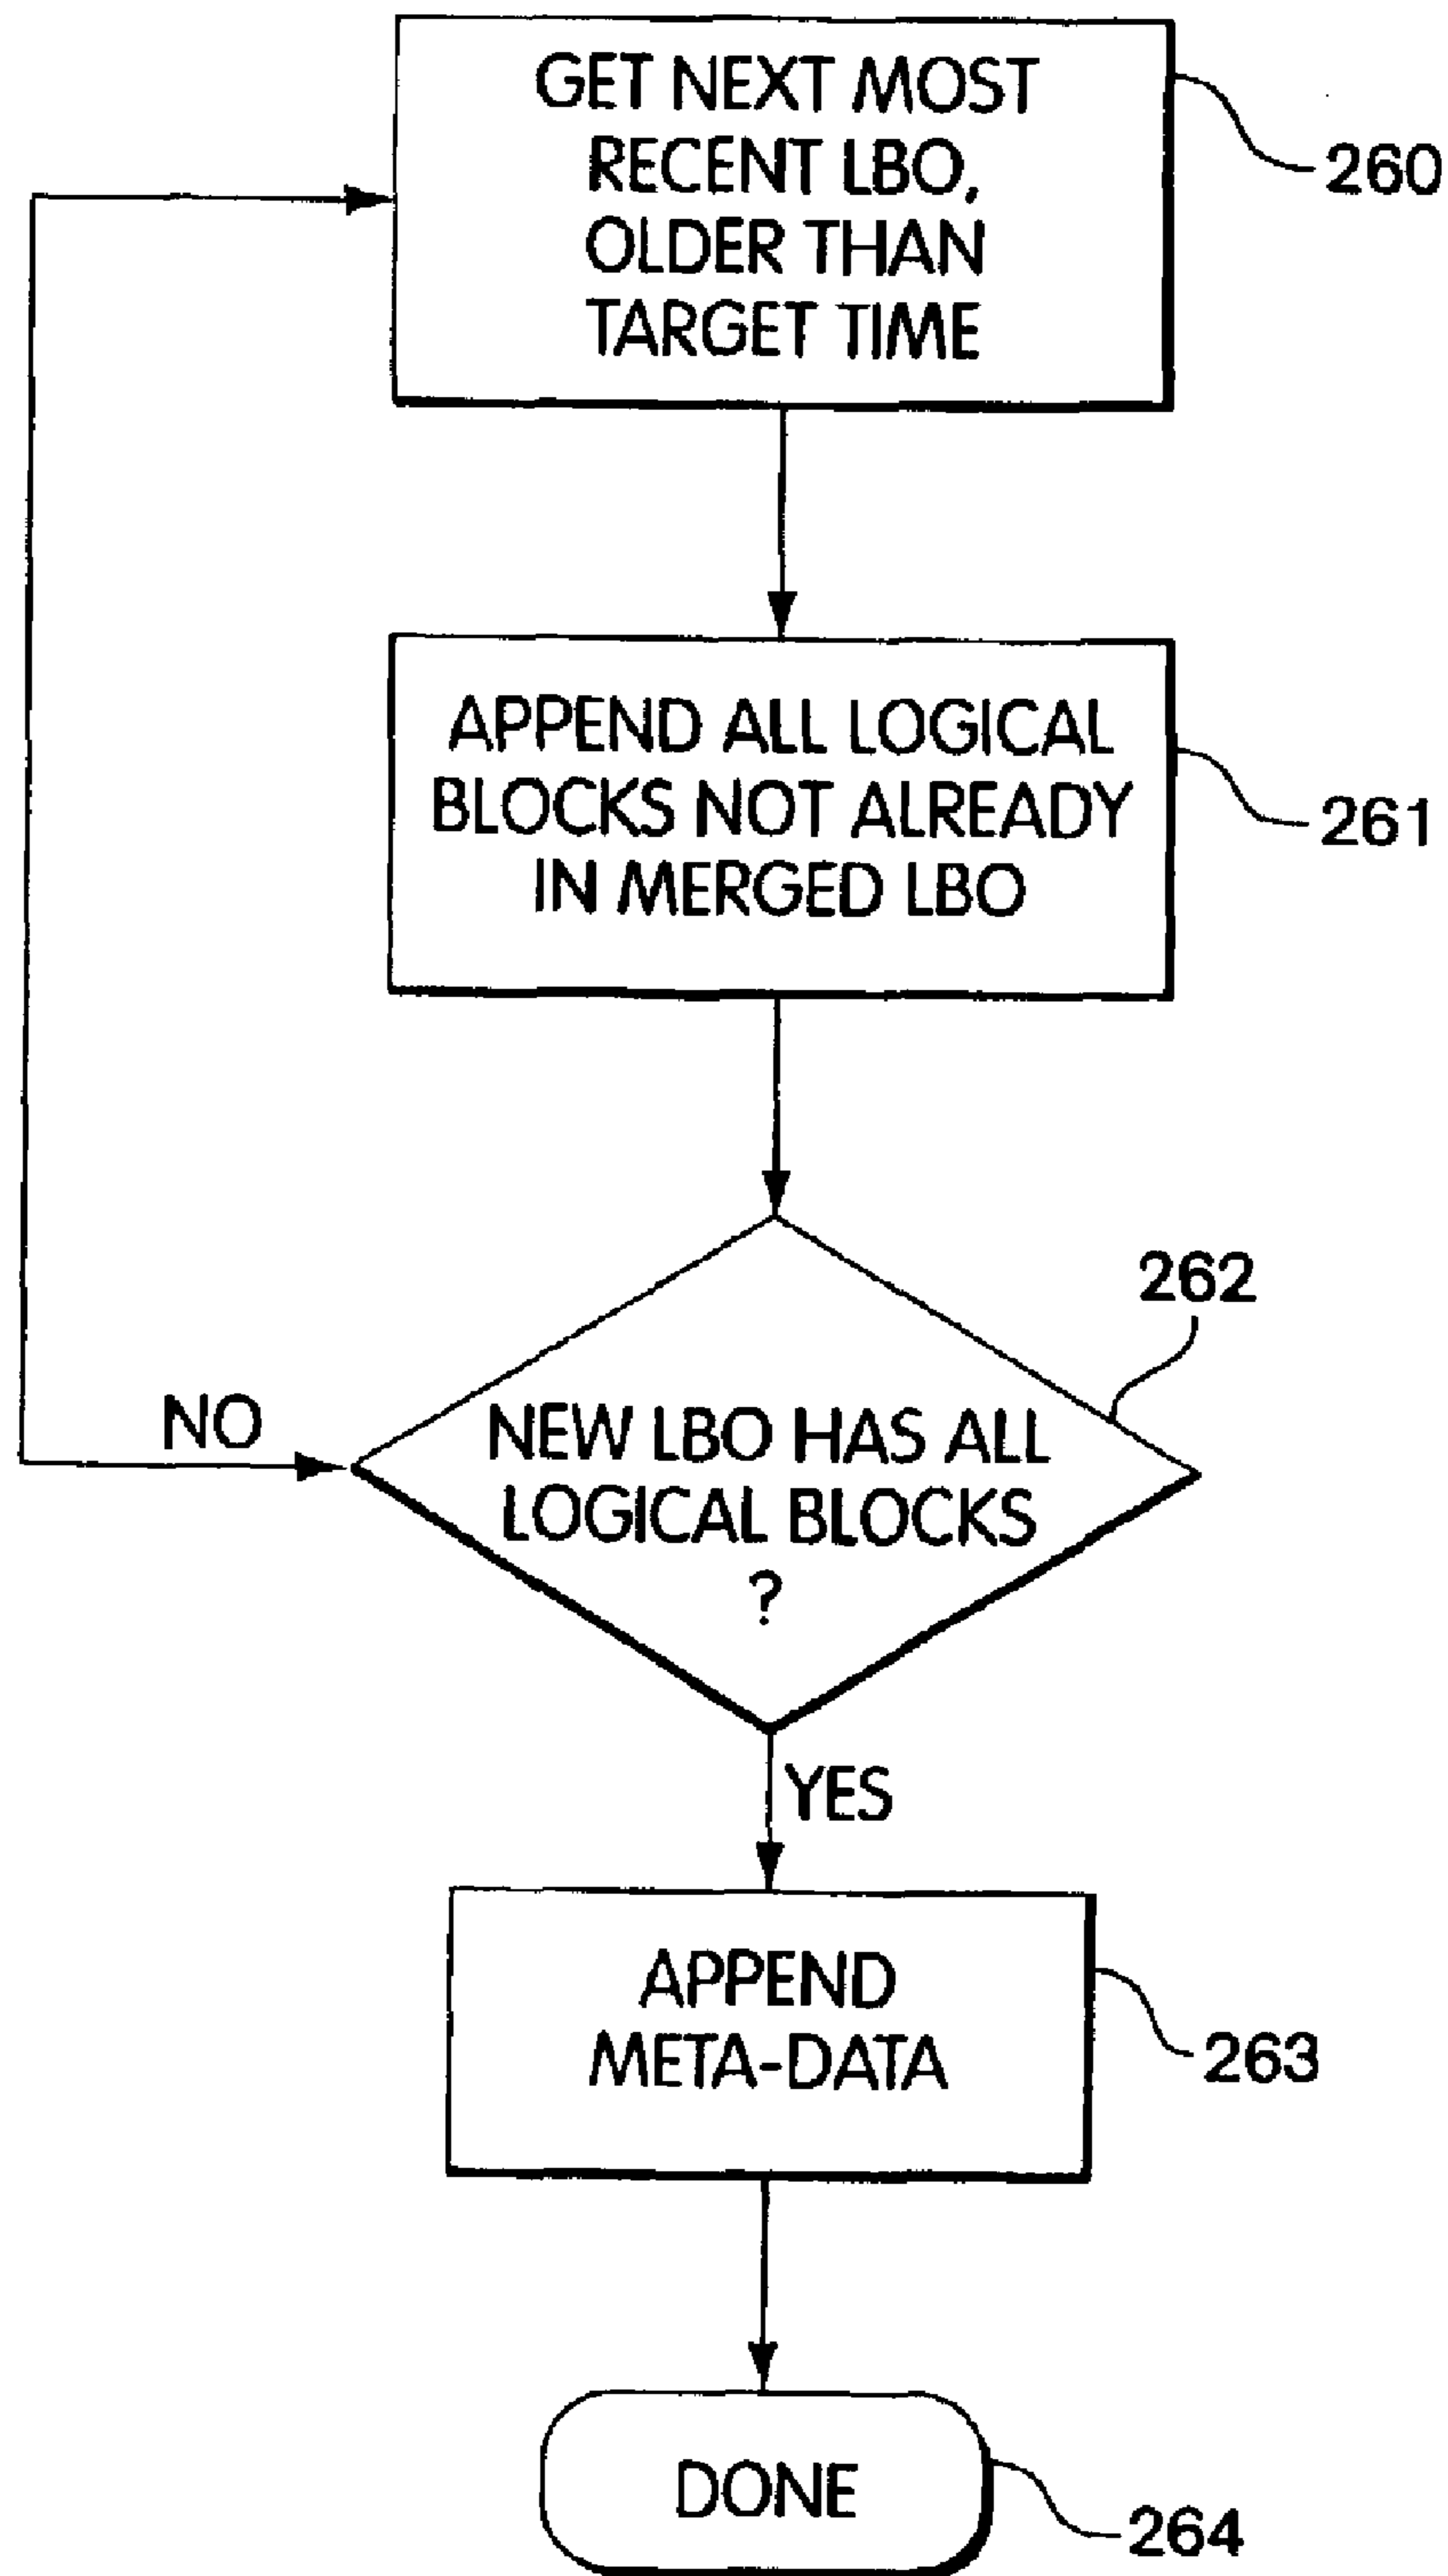 GET NEXT MOST
RECENT LBO,
OLDER THAN
TARGET TIME
260
APPEND ALL LOGICAL
BLOCKS NOT ALREADY
IN MERGED LBO
261
262
NO
NEW LBO HAS ALL
LOGICAL BLOCKS
?
YES
APPEND
META-DATA
263
DONE
264